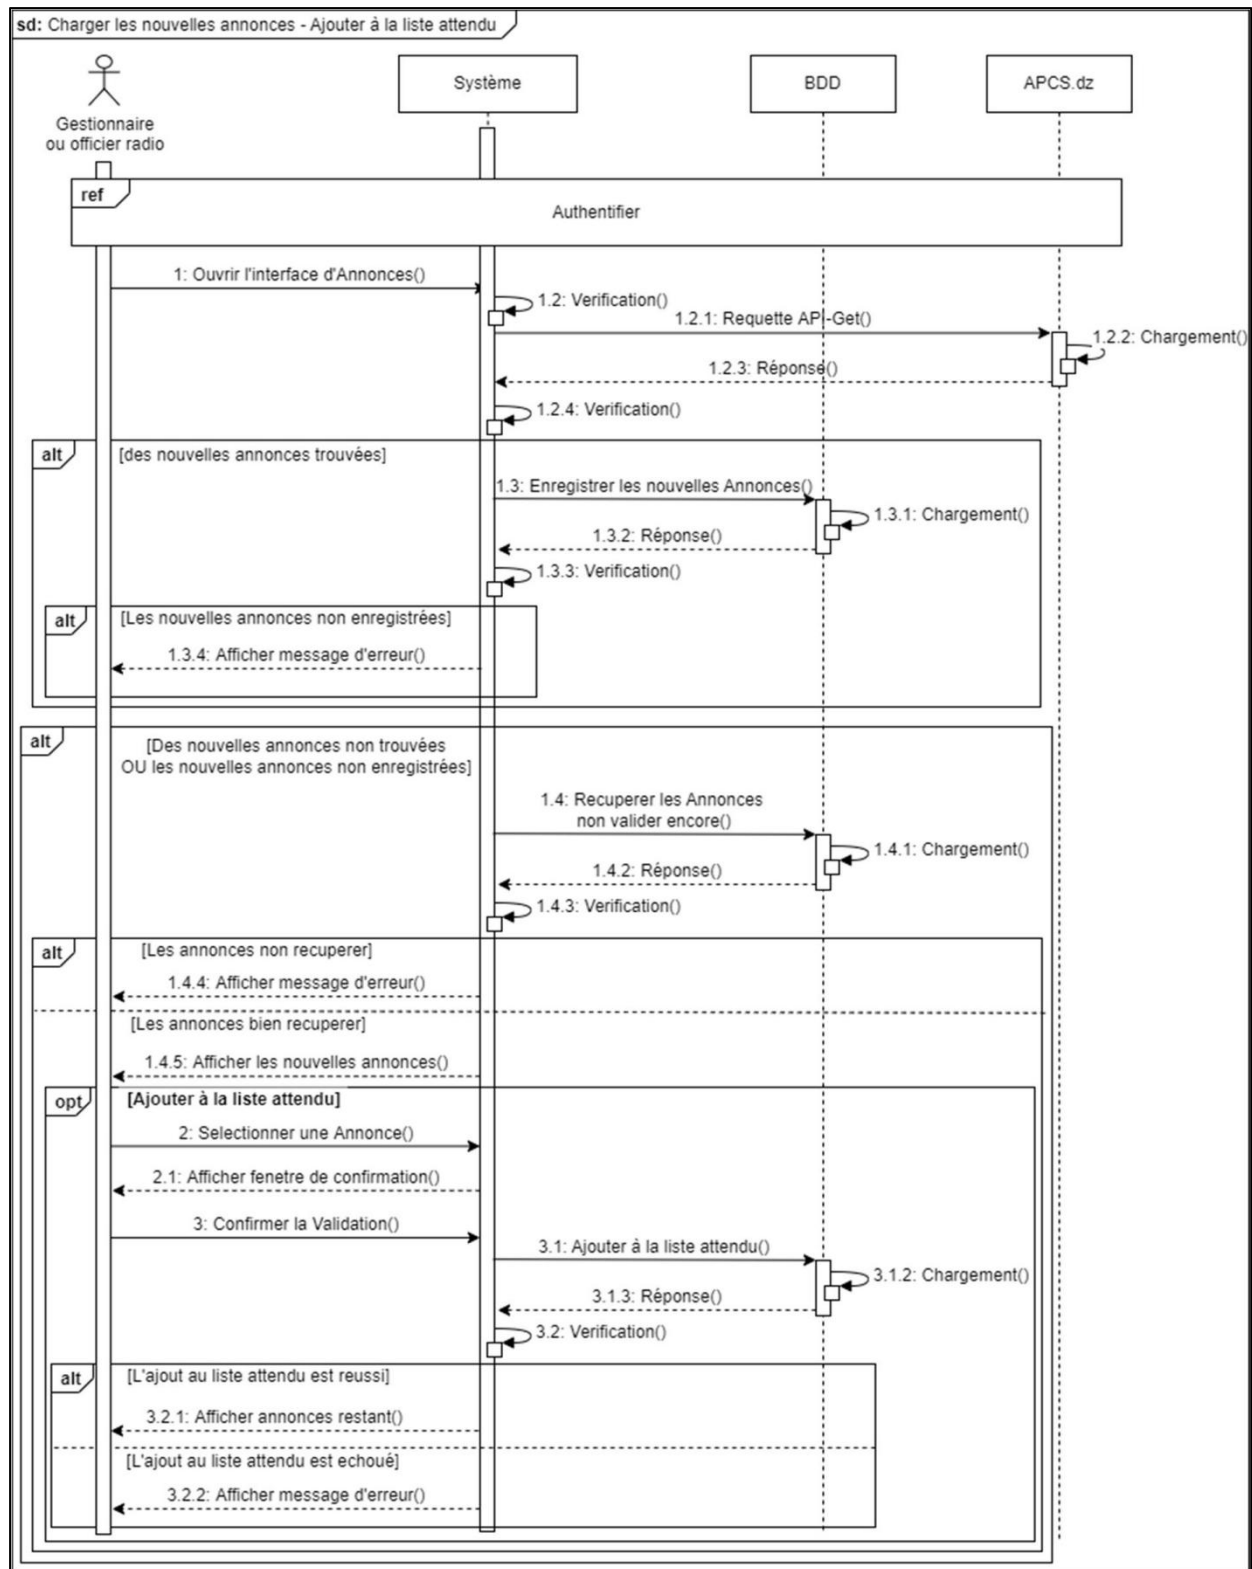 sd: Charger les nouvelles annonces - Ajouter à la liste attendu
Système
BDD
APCS.dz
Gestionnaire
ou officier radio
ref
Authentifier
1: Ouvrir l'interface d'Annonces()
1.2: Verification()
1.2.1: Requette API-Get()
1.2.2: Chargement()
1.2.3: Réponse()
1.2.4: Verification()
alt
[des nouvelles annonces trouvées]
1.3: Enregistrer les nouvelles Annonces()
1.3.1: Chargement()
1.3.2: Réponse()
1.3.3: Verification()
alt
[Les nouvelles annonces non enregistrées]
1.3.4: Afficher message d'erreur()
alt
[Des nouvelles annonces non trouvées
OU les nouvelles annonces non enregistrées]
1.4: Recuperer les Annonces
non valider encore()
1.4.1: Chargement()
1.4.2: Réponse()
1.4.3: Verification()
alt
[Les annonces non recuperer]
1.4.4: Afficher message d'erreur()
[Les annonces bien recuperer]
1.4.5: Afficher les nouvelles annonces()
opt
[Ajouter à la liste attendu]
2: Selectionner une Annonce()
2.1: Afficher fenetre de confirmation()
3: Confirmer la Validation()
3.1: Ajouter à la liste attendu()
3.1.2: Chargement()
3.1.3: Réponse()
3.2: Verification()
alt
[L'ajout au liste attendu est reussi]
3.2.1: Afficher annonces restant()
[L'ajout au liste attendu est echoué]
3.2.2: Afficher message d'erreur()